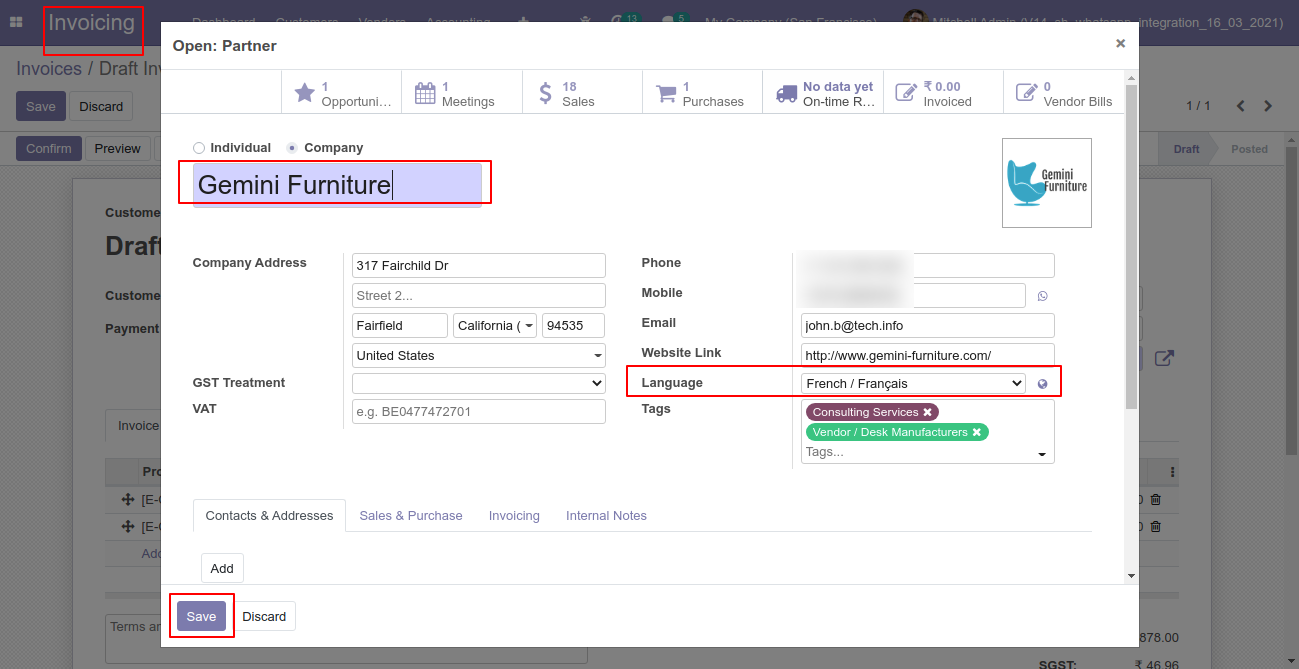 Invoicing
Dashboard Customers Vendors Accounting 13 5 My Company (San Francisco) Mitchell Admin (V14_sh_whatsapp_integration_16_03_2021)
Invoices / Draft Inv
Save Discard
1 / 1
Confirm Preview
Draft Posted
Open: Partner ×
1 Opportuni...
1 Meetings
18 Sales
1 Purchases
No data yet On-time R...
₹ 0.00 Invoiced
0 Vendor Bills
Individual Company
Gemini Furniture
Gemini
Furniture
Company Address 317 Fairchild Dr
Street 2...
Fairfield California ( 94535
United States
GST Treatment
VAT e.g. BE0477472701
Phone
Mobile
Email john.b@tech.info
Website Link http://www.gemini-furniture.com/
Language French / Français
Tags Consulting Services ×
Vendor / Desk Manufacturers ×
Tags...
Contacts & Addresses Sales & Purchase Invoicing Internal Notes
Add
Save Discard
Custome
Draft
Custome
Payment
Invoice
Pro
[E-C
[E-C
Add
Terms an
878.00
SGST: ₹ 46.96